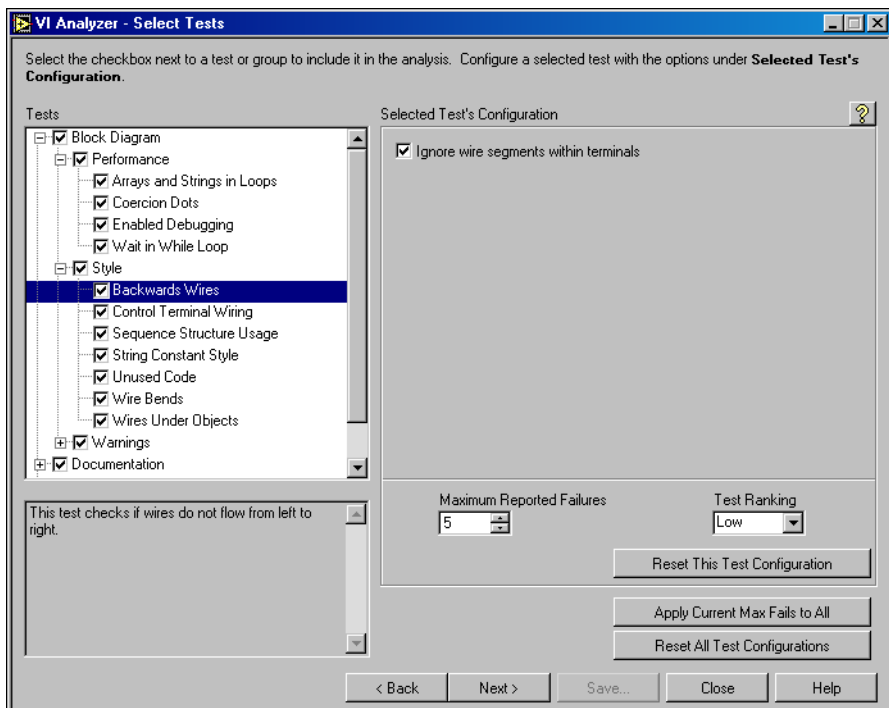 VI Analyzer - Select Tests
Select the checkbox next to a test or group to include it in the analysis. Configure a selected test with the options under Selected Test's
Configuration.
Tests
Block Diagram
Performance
Arrays and Strings in Loops
Coercion Dots
Enabled Debugging
Wait in While Loop
Style
Backwards Wires
Control Terminal Wiring
Sequence Structure Usage
String Constant Style
Unused Code
Wire Bends
Wires Under Objects
Warnings
Documentation
This test checks if wires do not flow from left to
right.
Selected Test's Configuration
?
Ignore wire segments within terminals
Maximum Reported Failures
5
Test Ranking
Low
Reset This Test Configuration
Apply Current Max Fails to All
Reset All Test Configurations
< Back
Next >
Save...
Close
Help